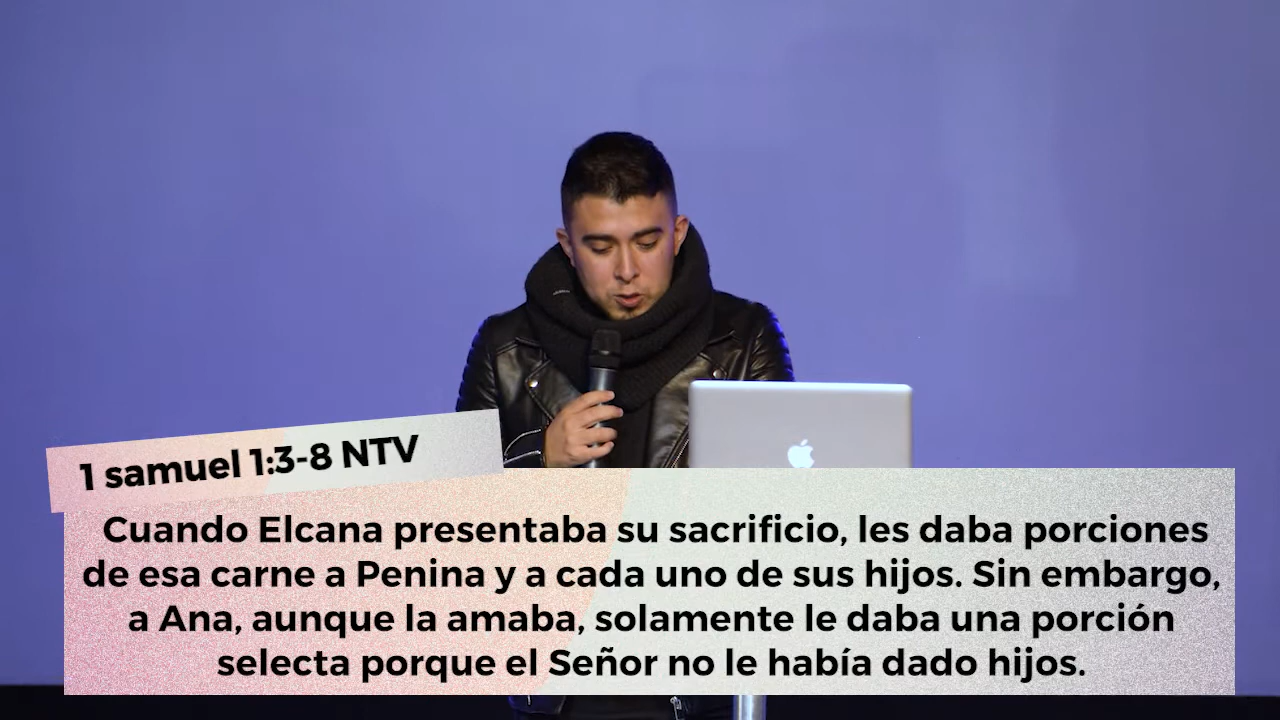 1 samuel 1:3-8 NTV
Cuando Elcana presentaba su sacrificio, les daba porciones
de esa carne a Penina y a cada uno de sus hijos. Sin embargo,
a Ana, aunque la amaba, solamente le daba una porción
selecta porque el Señor no le había dado hijos.